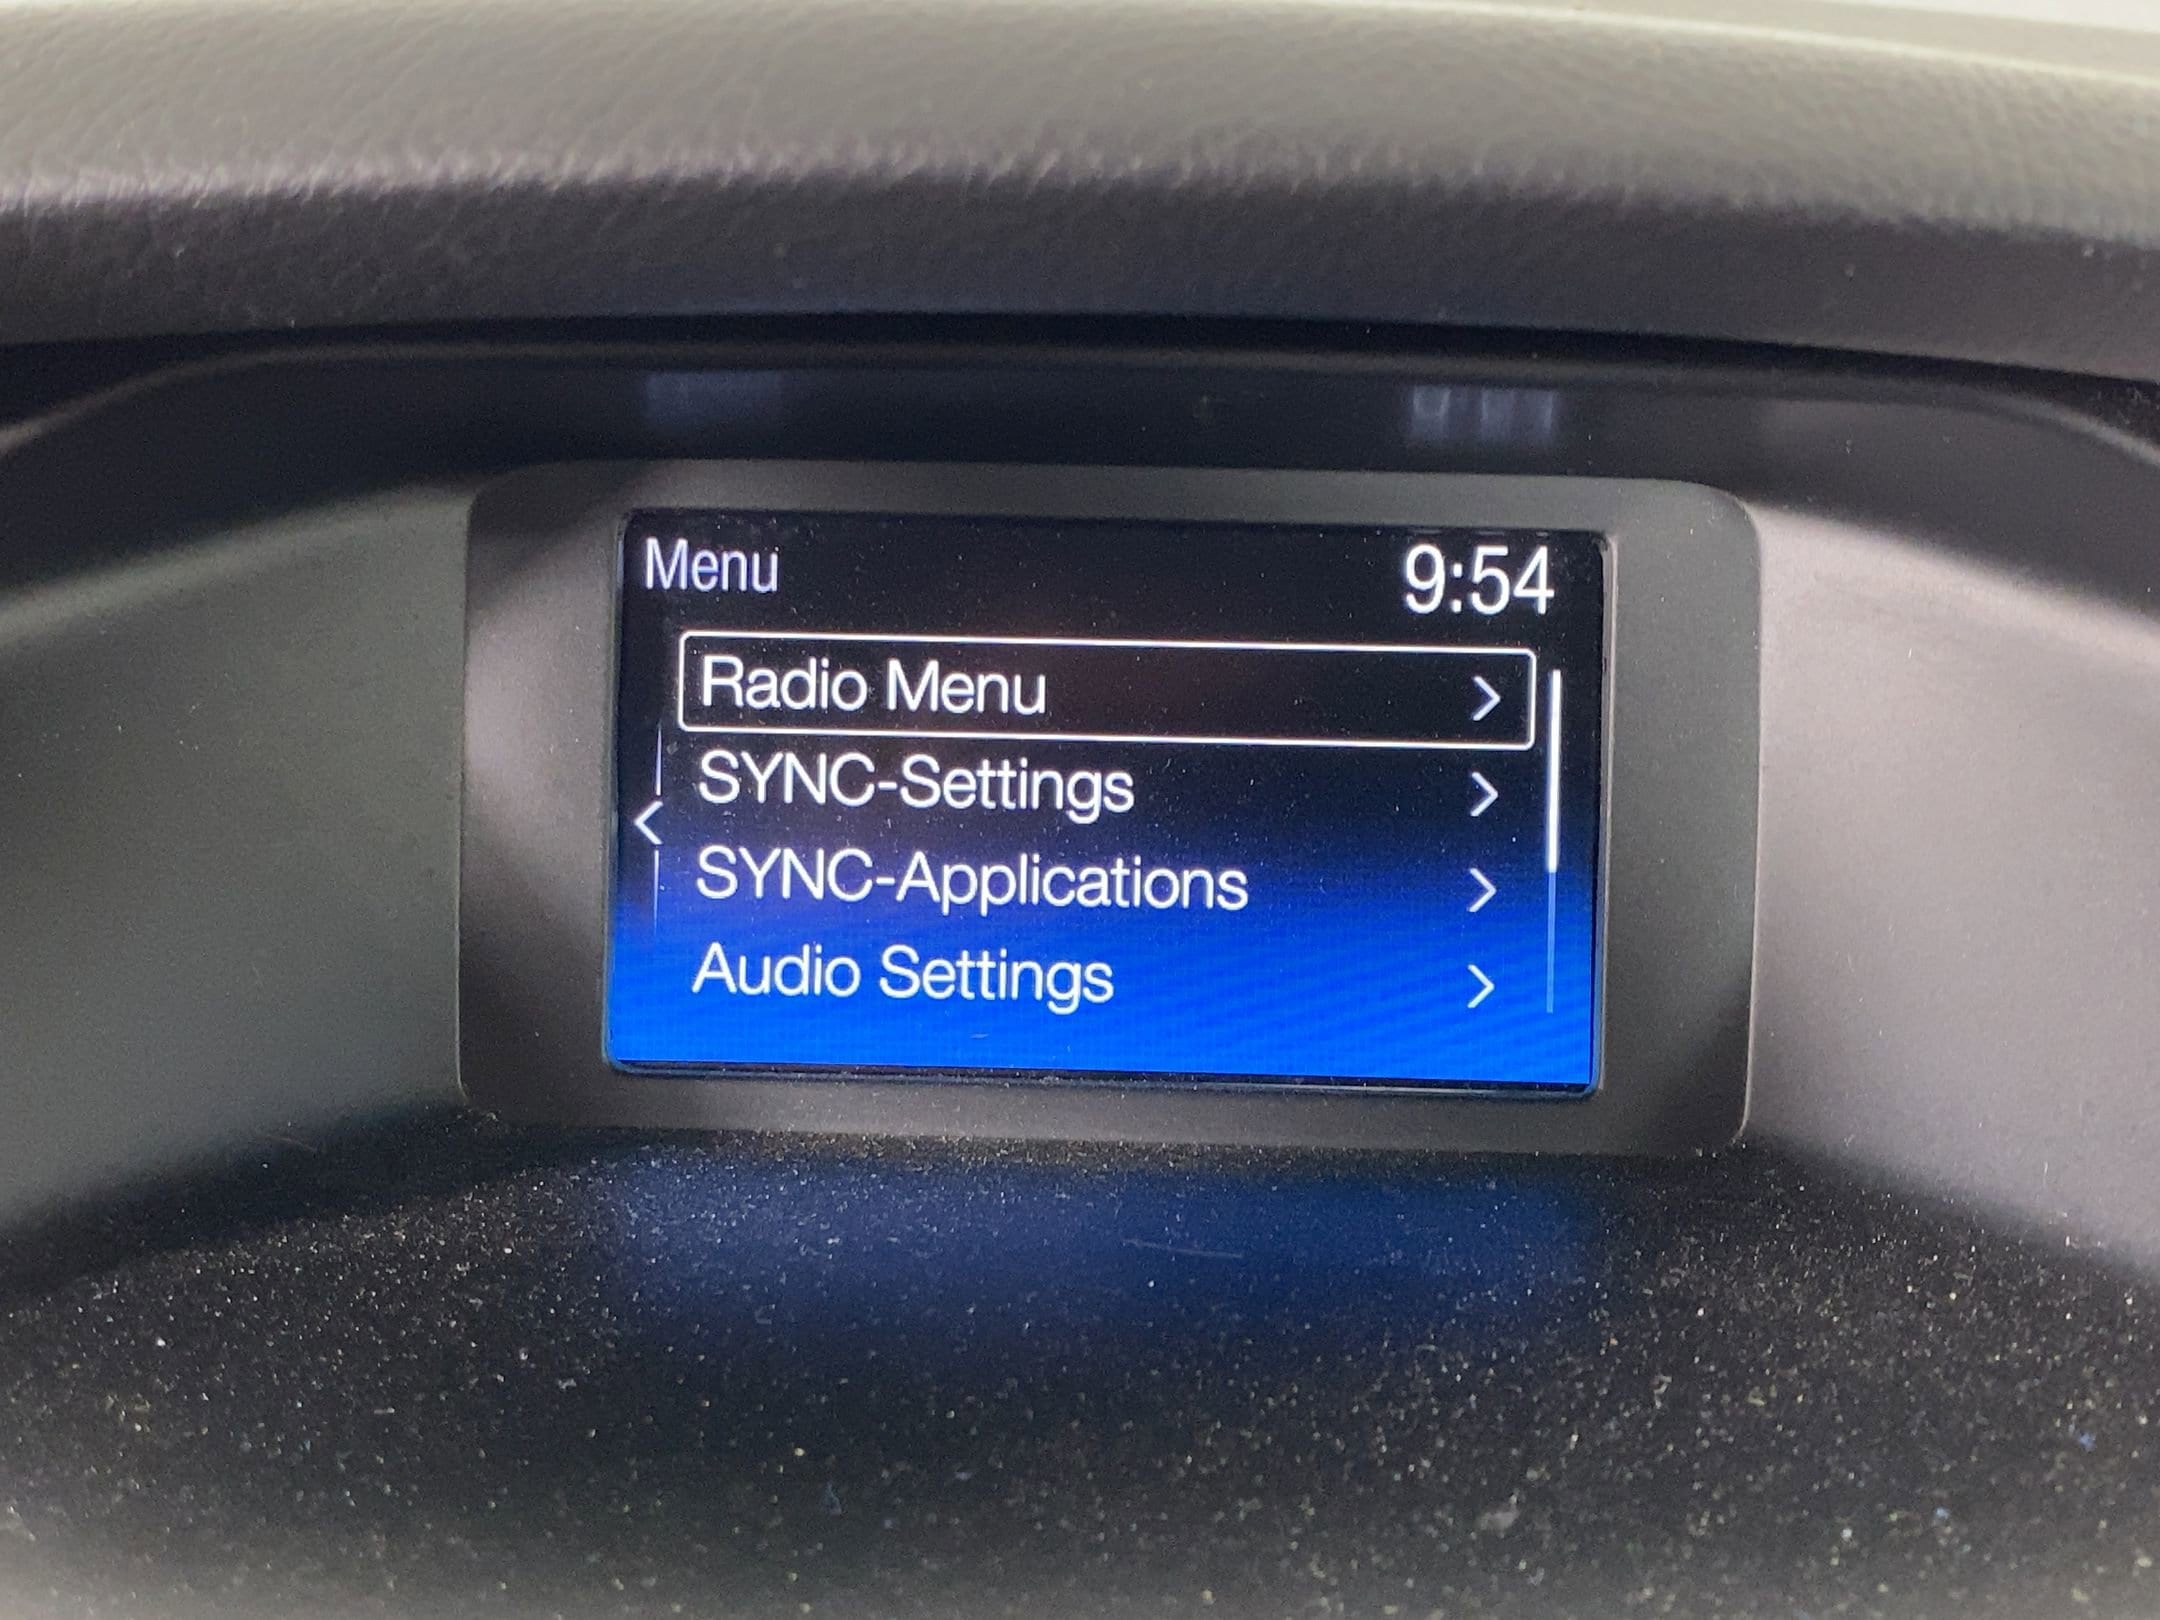 Menu 9:54
Radio Menu
SYNC-Settings
SYNC-Applications
Audio Settings